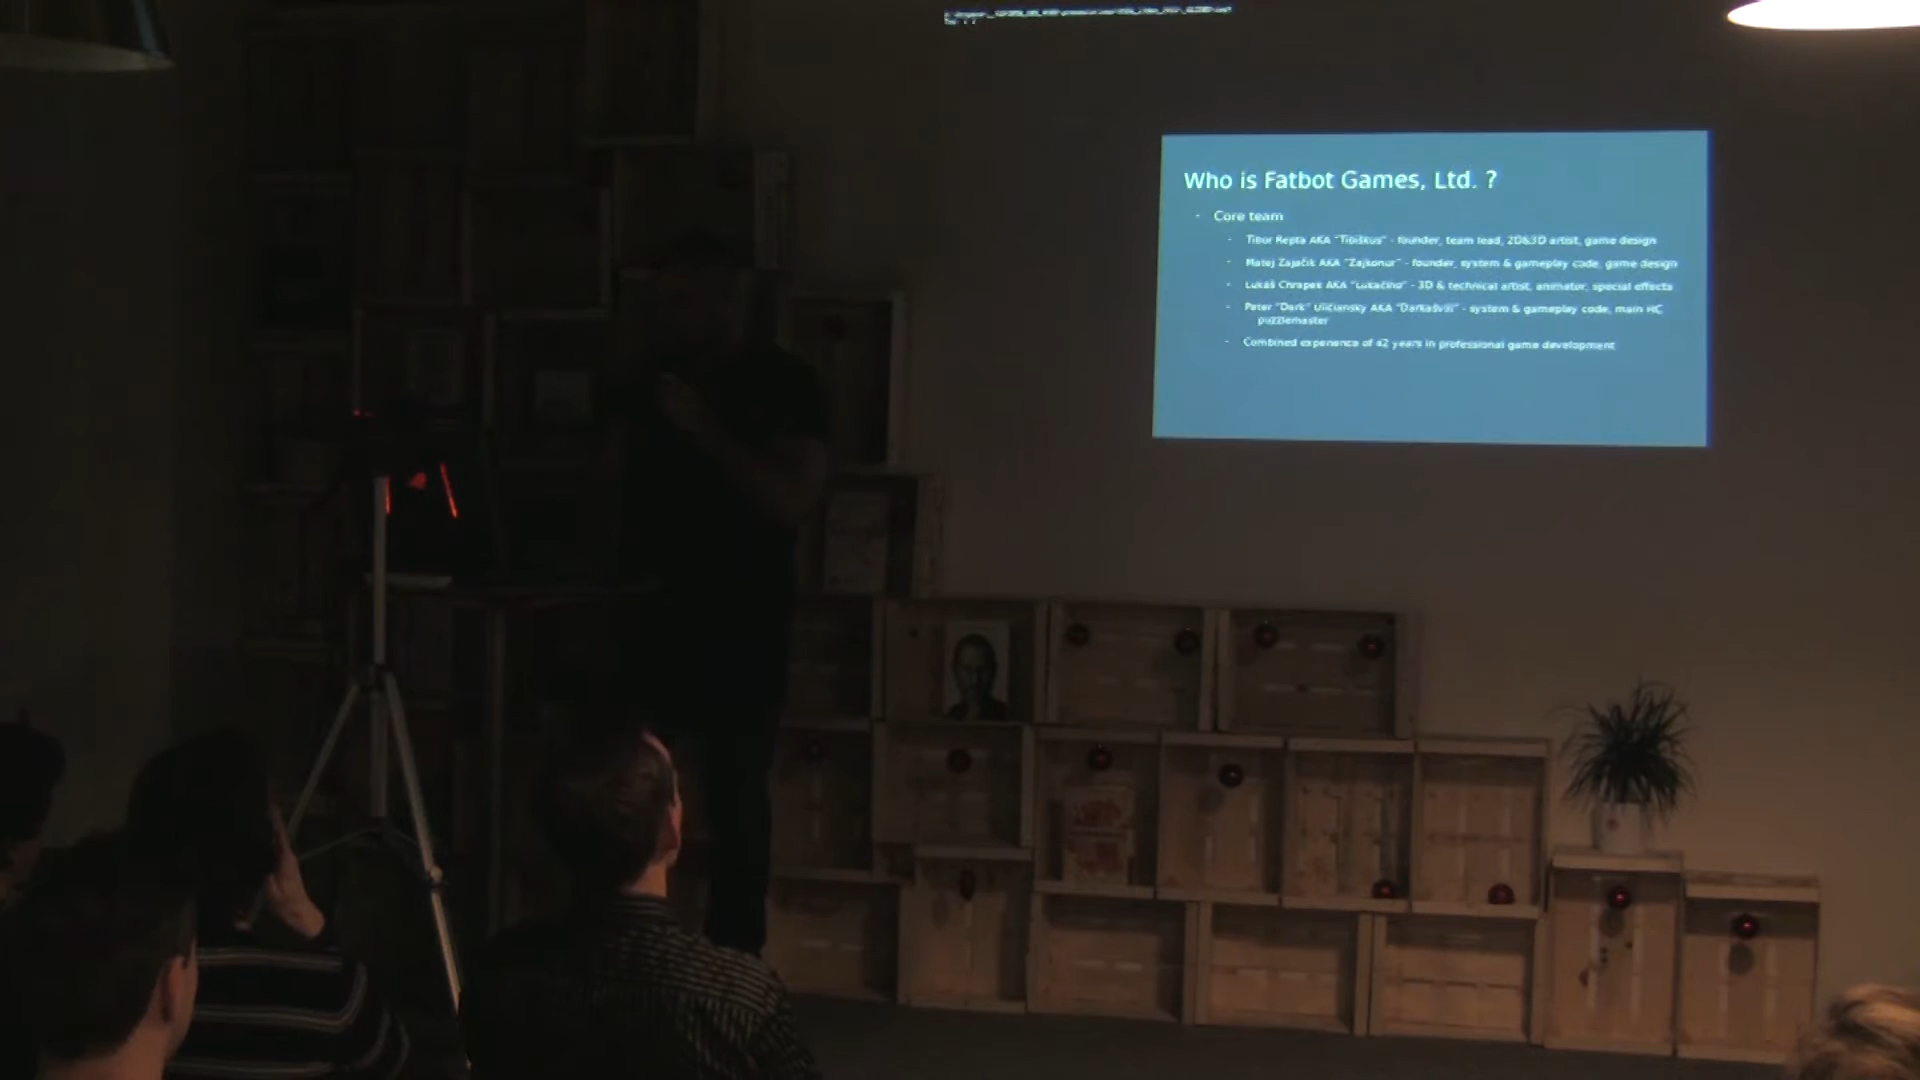 Who is Fatbot Games, Ltd. ?
- Core team
- Tibor Repta AKA "Tibiškus" - founder, team lead, 2D&3D artist, game design
- Matej Zajačik AKA "Zajkonur" - founder, system & gameplay code, game design
- Lukáš Chrapek AKA "Lukačino" - 3D & technical artist, animator, special effects
- Peter "Dark" Uličiansky AKA - system & gameplay code, main HC
puzzlemaster
- Combined experience of 42 years in professional game development